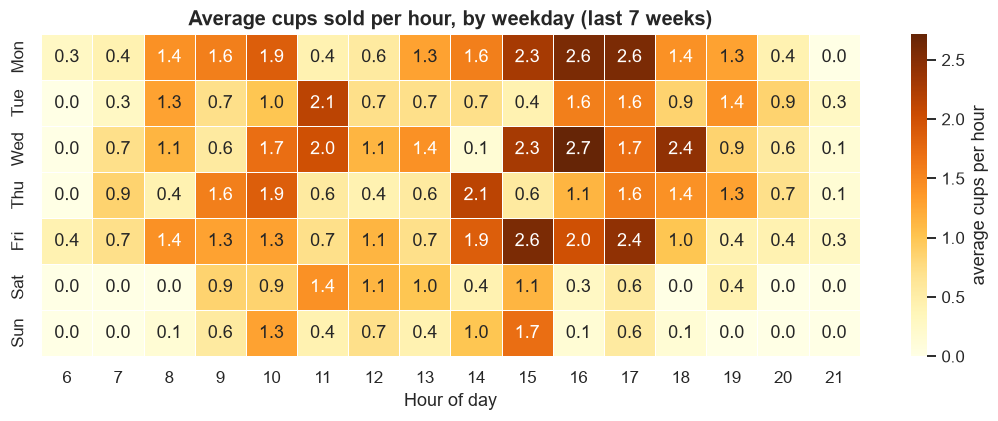 Average cups sold per hour, by weekday (last 7 weeks)
Mon 0.3 0.4 1.4 1.6 1.9 0.4 0.6 1.3 1.6 2.3 2.6 2.6 1.4 1.3 0.4 0.0
Tue 0.0 0.3 1.3 0.7 1.0 2.1 0.7 0.7 0.7 0.4 1.6 1.6 0.9 1.4 0.9 0.3
Wed 0.0 0.7 1.1 0.6 1.7 2.0 1.1 1.4 0.1 2.3 2.7 1.7 2.4 0.9 0.6 0.1
Thu 0.0 0.9 0.4 1.6 1.9 0.6 0.4 0.6 2.1 0.6 1.1 1.6 1.4 1.3 0.7 0.1
Fri 0.4 0.7 1.4 1.3 1.3 0.7 1.1 0.7 1.9 2.6 2.0 2.4 1.0 0.4 0.4 0.3
Sat 0.0 0.0 0.0 0.9 0.9 1.4 1.1 1.0 0.4 1.1 0.3 0.6 0.0 0.4 0.0 0.0
Sun 0.0 0.0 0.1 0.6 1.3 0.4 0.7 0.4 1.0 1.7 0.1 0.6 0.1 0.0 0.0 0.0
6 7 8 9 10 11 12 13 14 15 16 17 18 19 20 21
Hour of day
2.5
2.0
1.5
1.0
0.5
0.0
average cups per hour